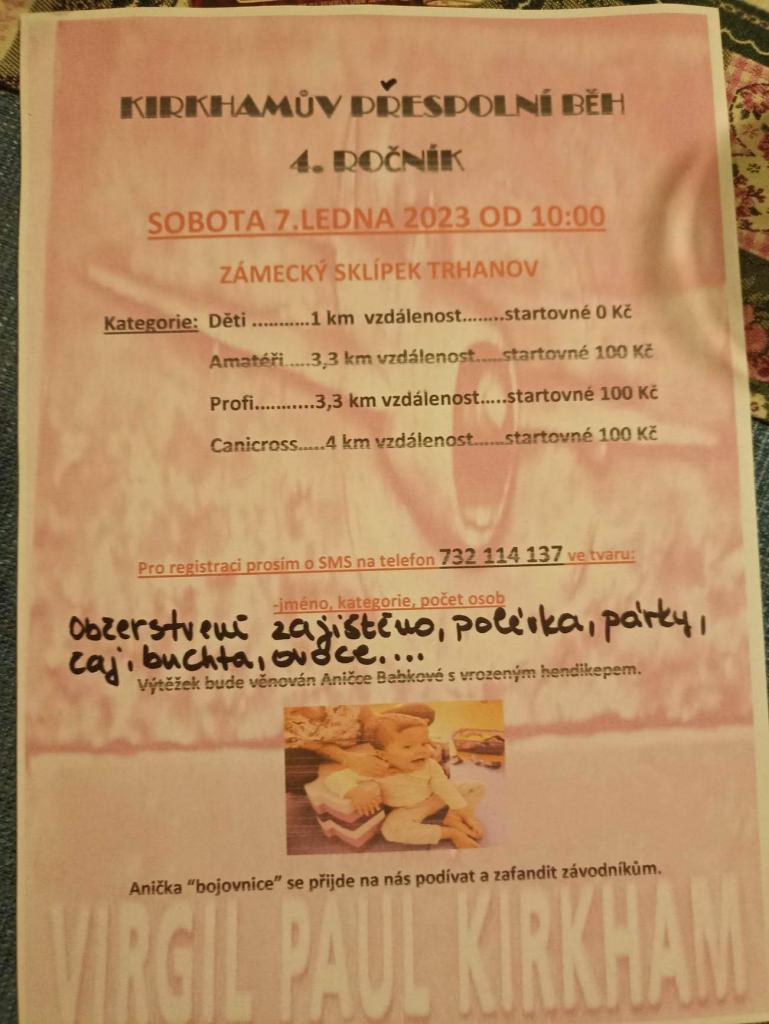 KIRKHAMŮV PŘESPOLNÍ BĚH
4. ROČNÍK
SOBOTA 7.LEDNA 2023 OD 10:00
ZÁMECKÝ SKLÍPEK TRHANOV
Kategorie: Děti ...........1 km vzdálenost........startovné 0 Kč
Amatéři.....3,3 km vzdálenost.....startovné 100 Kč
Profi...........3,3 km vzdálenost.....startovné 100 Kč
Canicross.....4 km vzdálenost......startovné 100 Kč
Pro registraci prosím o SMS na telefon 732 114 137 ve tvaru:
-jméno, kategorie, počet osob
Občerstvení zajištěno, polévka, párky,
čaj, buchta, ovoce....
Výtěžek bude věnován Aničce Babkové s vrozeným hendikepem.
Anička "bojovnice" se přijde na nás podívat a zafandit závodníkům.
VIRGIL PAUL KIRKHAM